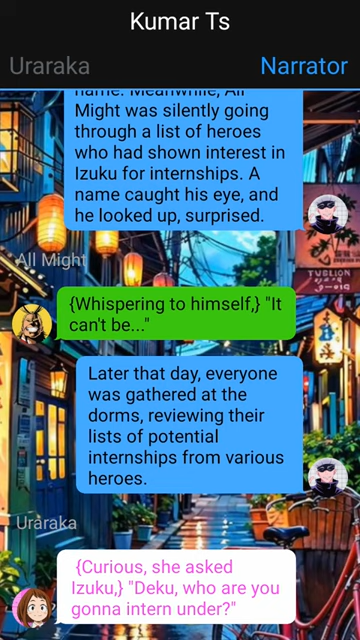 Kumar Ts
Uraraka
Narrator
name. Meanwhile, All
Might was silently going
through a list of heroes
who had shown interest in
Izuku for internships. A
name caught his eye, and
he looked up, surprised.
All Might
{Whispering to himself,} "It
can't be..."
Later that day, everyone
was gathered at the
dorms, reviewing their
lists of potential
internships from various
heroes.
Uraraka
{Curious, she asked
Izuku,} "Deku, who are you
gonna intern under?"